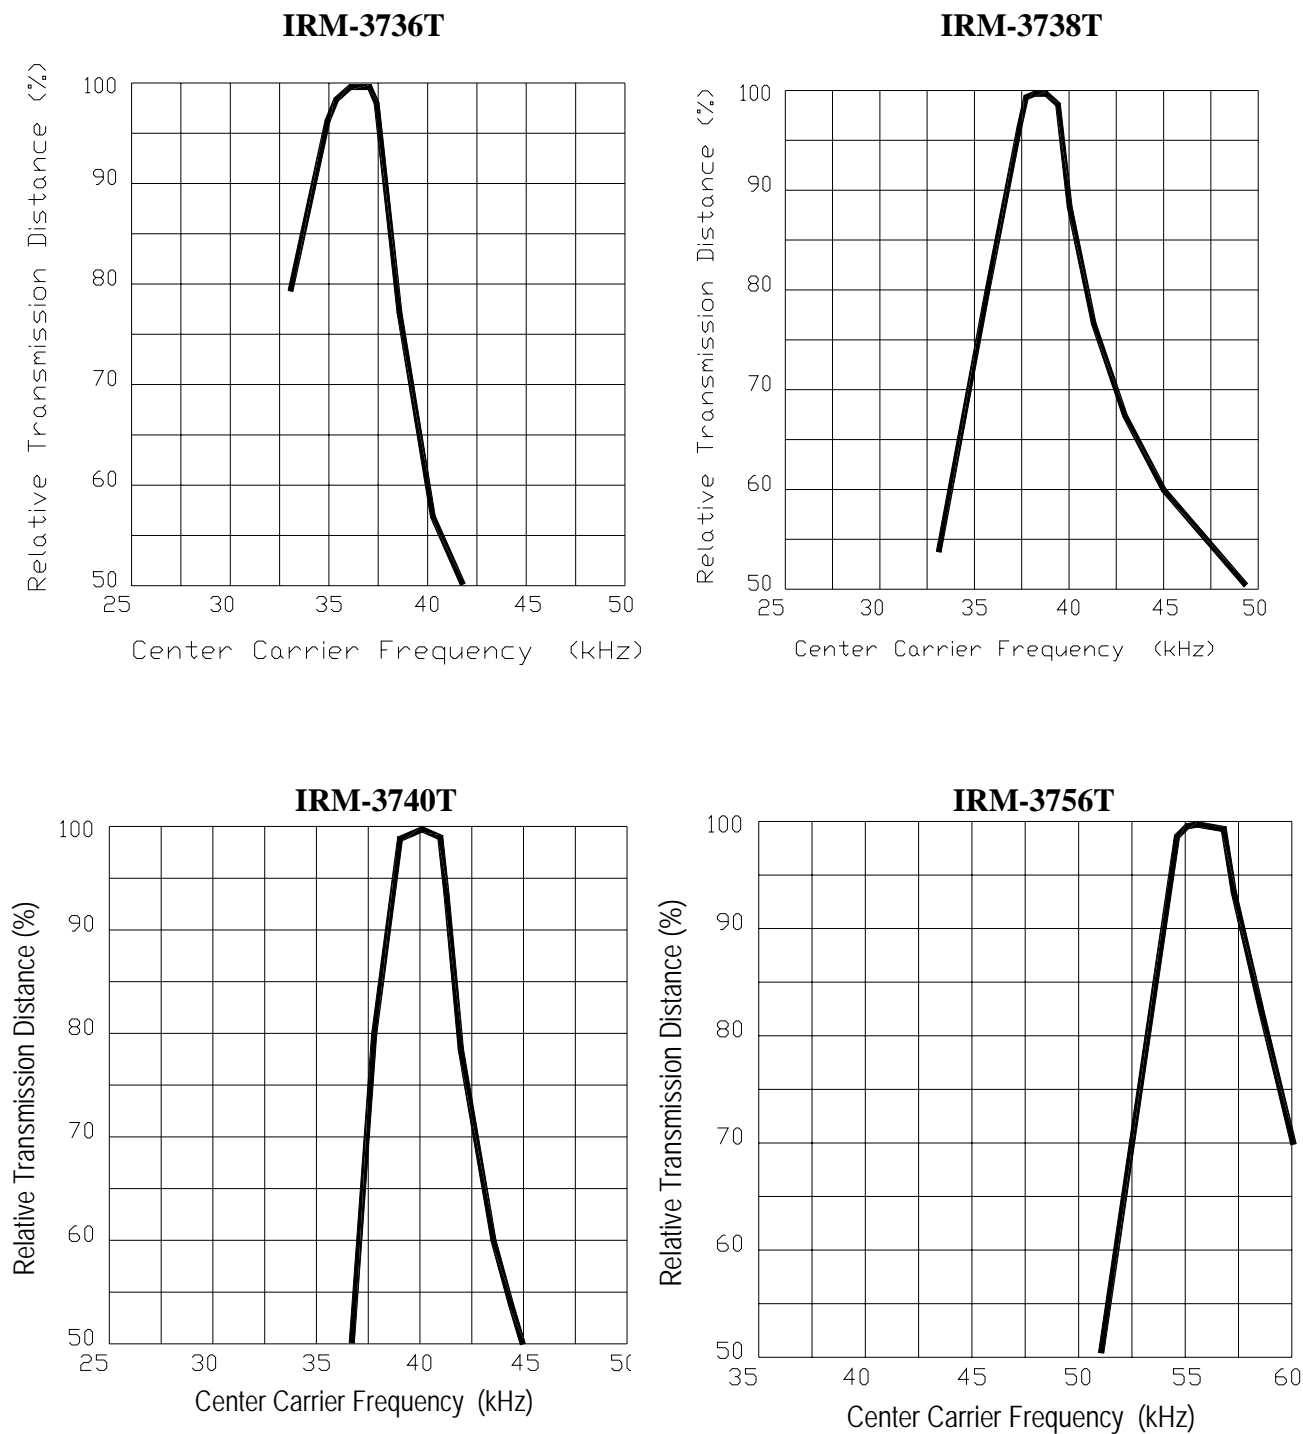 IRM-3736T
Relative Transmission Distance (%)
100
90
80
70
60
50
25 30 35 40 45 50
Center Carrier Frequency (kHz)
IRM-3738T
Relative Transmission Distance (%)
100
90
80
70
60
50
25 30 35 40 45 50
Center Carrier Frequency (kHz)
IRM-3740T
Relative Transmission Distance (%)
100
90
80
70
60
50
25 30 35 40 45 50
Center Carrier Frequency (kHz)
IRM-3756T
Relative Transmission Distance (%)
100
90
80
70
60
50
35 40 45 50 55 60
Center Carrier Frequency (kHz)